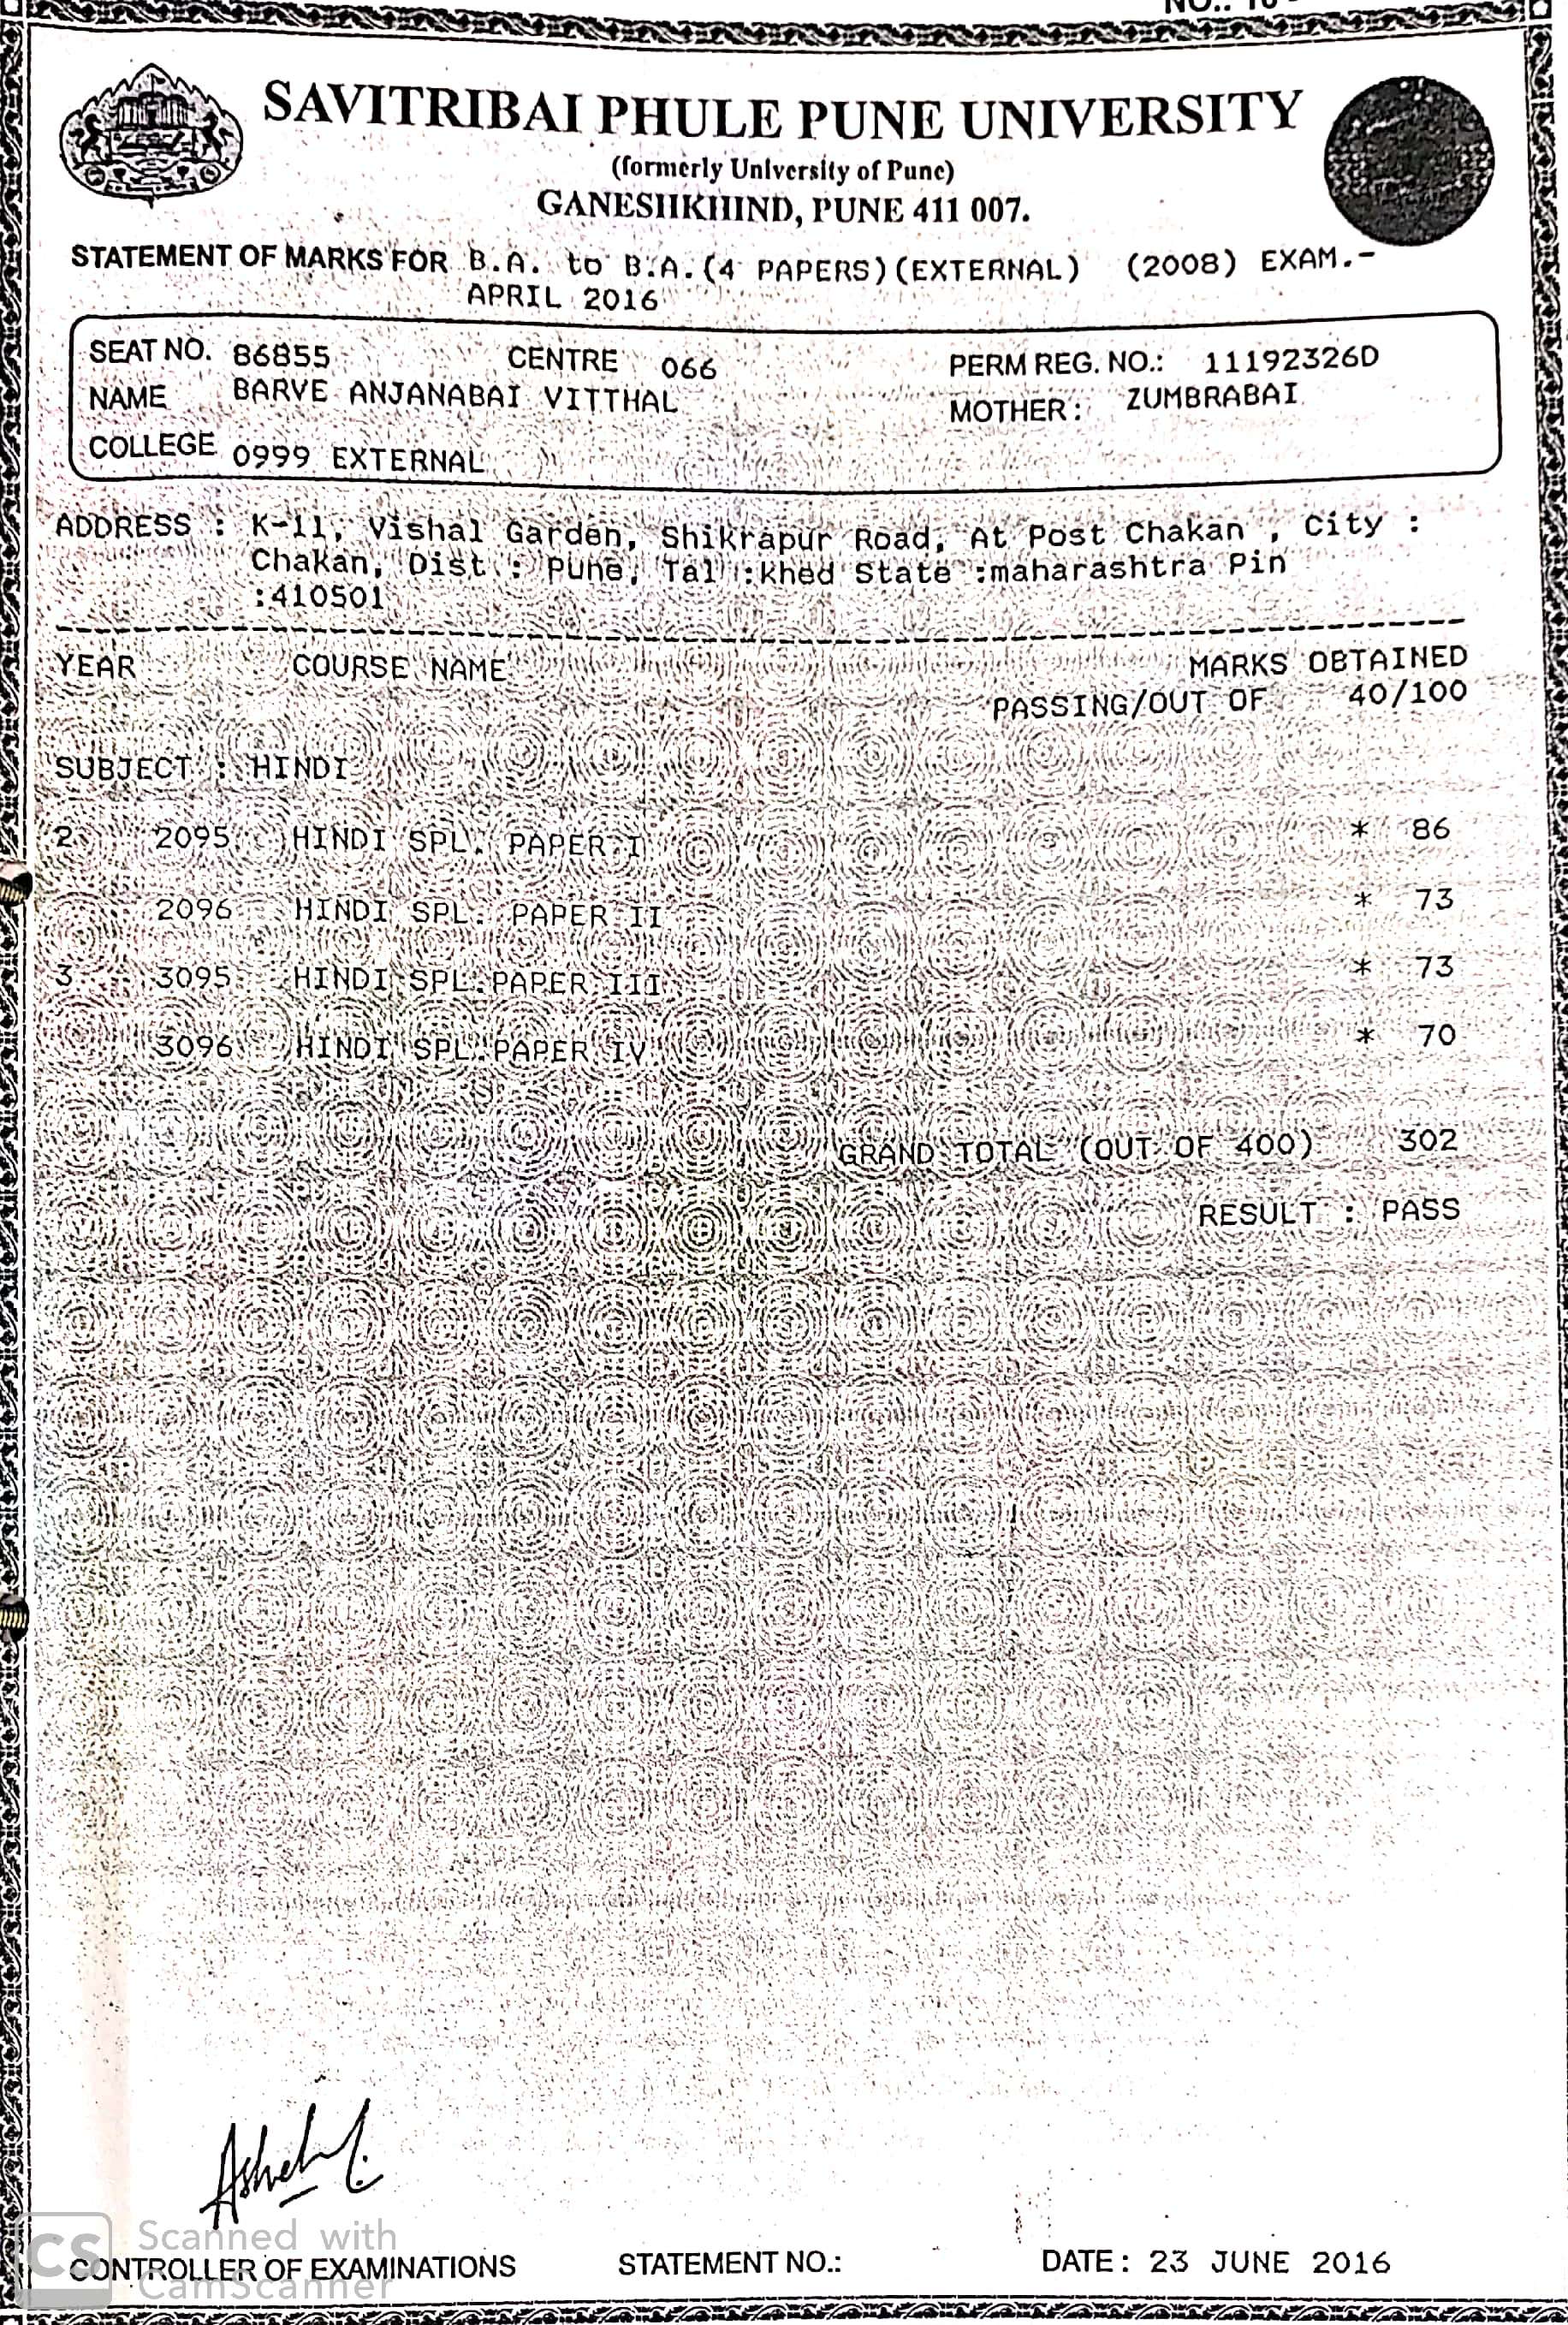 SAVITRIBAI PHULE PUNE UNIVERSITY
(formerly University of Pune)
GANESHKHIND, PUNE 411 007.
STATEMENT OF MARKS FOR B.A. to B.A.(4 PAPERS)(EXTERNAL) (2008) EXAM.-
APRIL 2016
SEAT NO. 86855 CENTRE 066 PERM REG. NO.: 11192326D
NAME BARVE ANJANABAI VITTHAL MOTHER: ZUMBRABAI
COLLEGE 0999 EXTERNAL
ADDRESS : K-11, Vishal Garden, Shikrapur Road, At Post Chakan , City :
Chakan, Dist : Pune, Tal :khed State :maharashtra Pin
:410501
YEAR COURSE NAME MARKS OBTAINED
PASSING/OUT OF 40/100
SUBJECT : HINDI
2 2095 HINDI SPL. PAPER I * 86
2096 HINDI SPL. PAPER II * 73
3 3095 HINDI SPL.PAPER III * 73
3096 HINDI SPL.PAPER IV * 70
GRAND TOTAL (OUT OF 400) 302
RESULT : PASS
CONTROLLER OF EXAMINATIONS STATEMENT NO.: DATE: 23 JUNE 2016
CS Scanned with
CamScanner